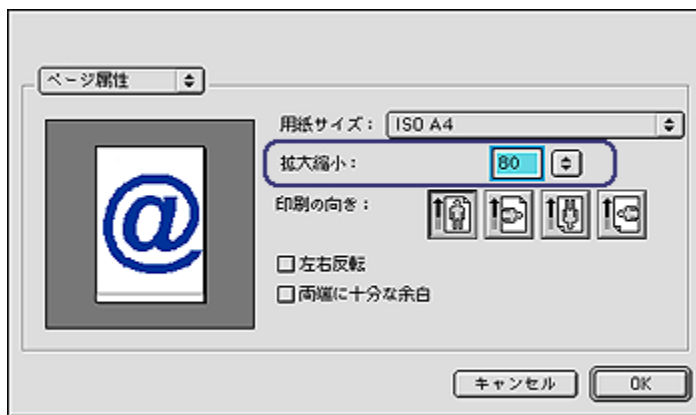 ページ属性
用紙サイズ： ISO A4
拡大縮小： 80
印刷の向き：
左右反転
両端に十分な余白
@
キャンセル OK